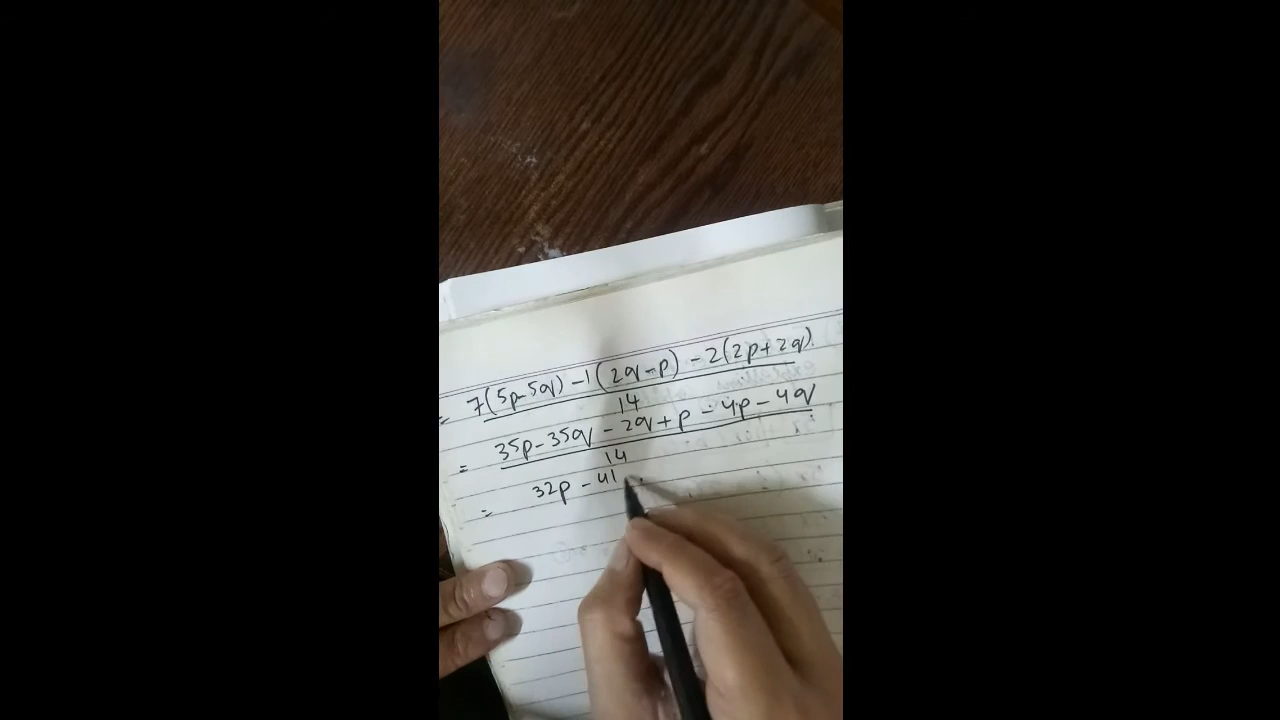 = 7(5p-5q) - 1(2q-p) - 2(2p+2q)
14
= 35p - 35q - 2q + p - 4p - 4q
14
= 32p - 41